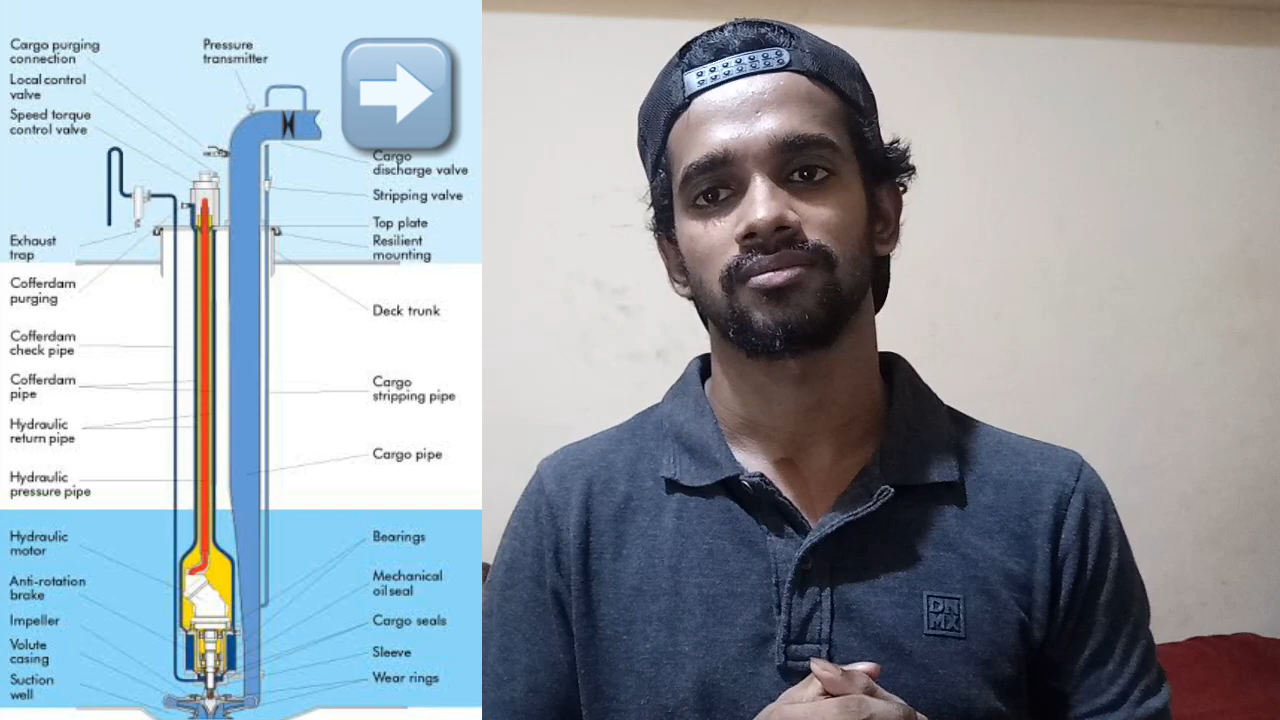 Cargo purging
connection
Local control
valve
Speed torque
control valve
Exhaust
trap
Cofferdam
purging
Cofferdam
check pipe
Cofferdam
pipe
Hydraulic
return pipe
Hydraulic
pressure pipe
Hydraulic
motor
Anti-rotation
brake
Impeller
Volute
casing
Suction
well
Pressure
transmitter
Cargo
discharge valve
Stripping valve
Top plate
Resilient
mounting
Deck trunk
Cargo
stripping pipe
Cargo pipe
Bearings
Mechanical
oil seal
Cargo seals
Sleeve
Wear rings
DN
MX